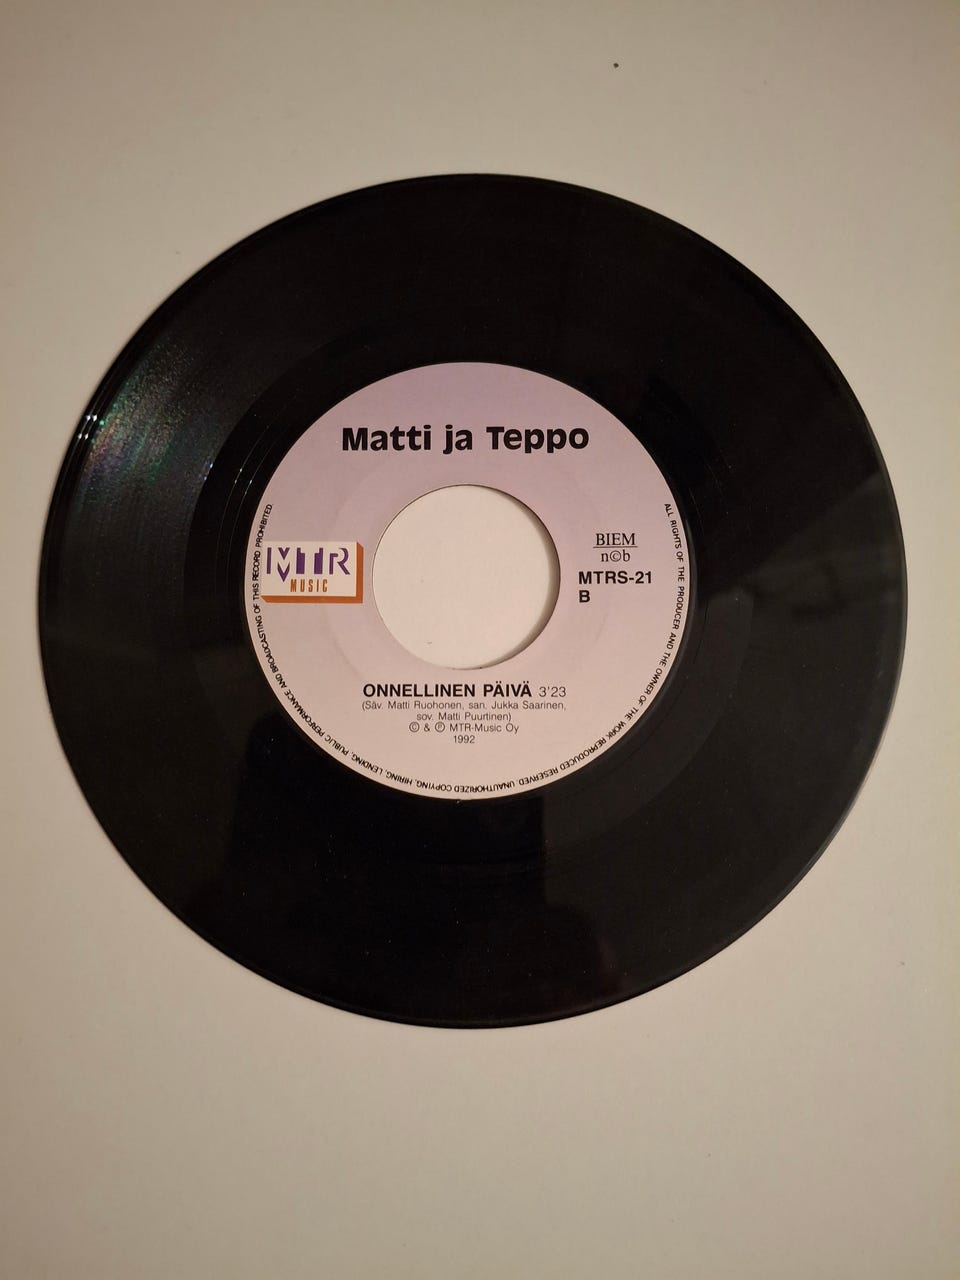 Matti ja Teppo
MTR
MUSIC
BIEM
n©b
MTRS-21
B
ONNELLINEN PÄIVÄ 3'23
(Säv. Matti Ruohonen, san. Jukka Saarinen,
sov. Matti Puurtinen)
© & ℗ MTR-Music Oy
1992
ALL RIGHTS OF THE PRODUCER AND THE OWNER OF THE WORK REPRODUCED RESERVED. UNAUTHORIZED COPYING, HIRING, LENDING, PUBLIC PERFORMANCE AND BROADCASTING OF THIS RECORD PROHIBITED